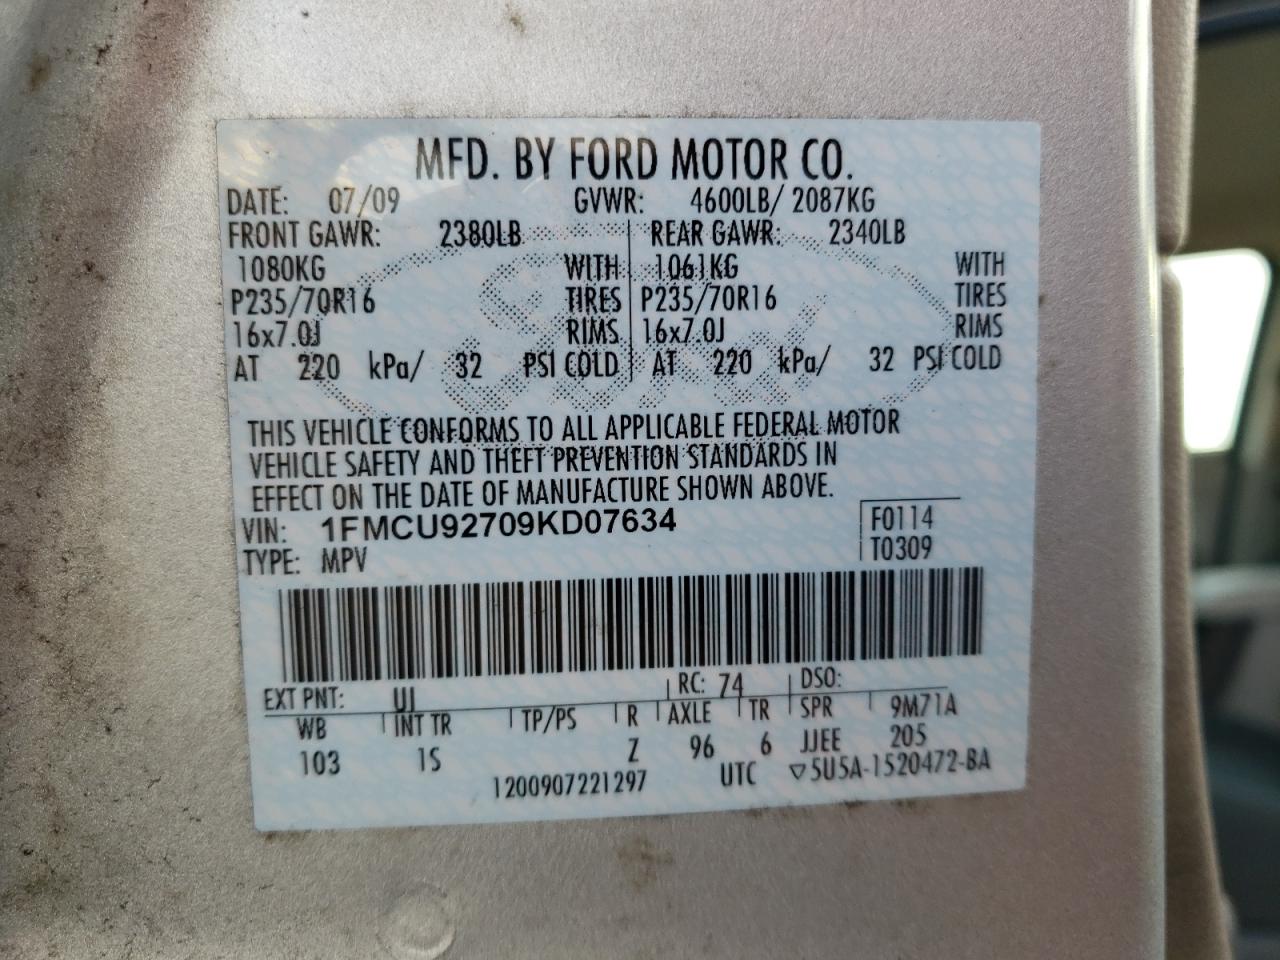 MFD. BY FORD MOTOR CO.
DATE: 07/09 GVWR: 4600LB/ 2087KG
FRONT GAWR: 2380LB REAR GAWR: 2340LB
1080KG WITH 1061KG WITH
P235/70R16 TIRES P235/70R16 TIRES
16x7.0J RIMS 16x7.0J RIMS
AT 220 kPa/ 32 PSI COLD AT 220 kPa/ 32 PSI COLD
THIS VEHICLE CONFORMS TO ALL APPLICABLE FEDERAL MOTOR
VEHICLE SAFETY AND THEFT PREVENTION STANDARDS IN
EFFECT ON THE DATE OF MANUFACTURE SHOWN ABOVE.
VIN: 1FMCU92709KD07634 F0114
TYPE: MPV T0309
EXT PNT: UJ RC: 74 DSO:
WB INT TR TP/PS R AXLE TR SPR 9M71A
103 1S Z 96 6 JJEE 205
1200907221297 UTC ▽5U5A-1520472-BA